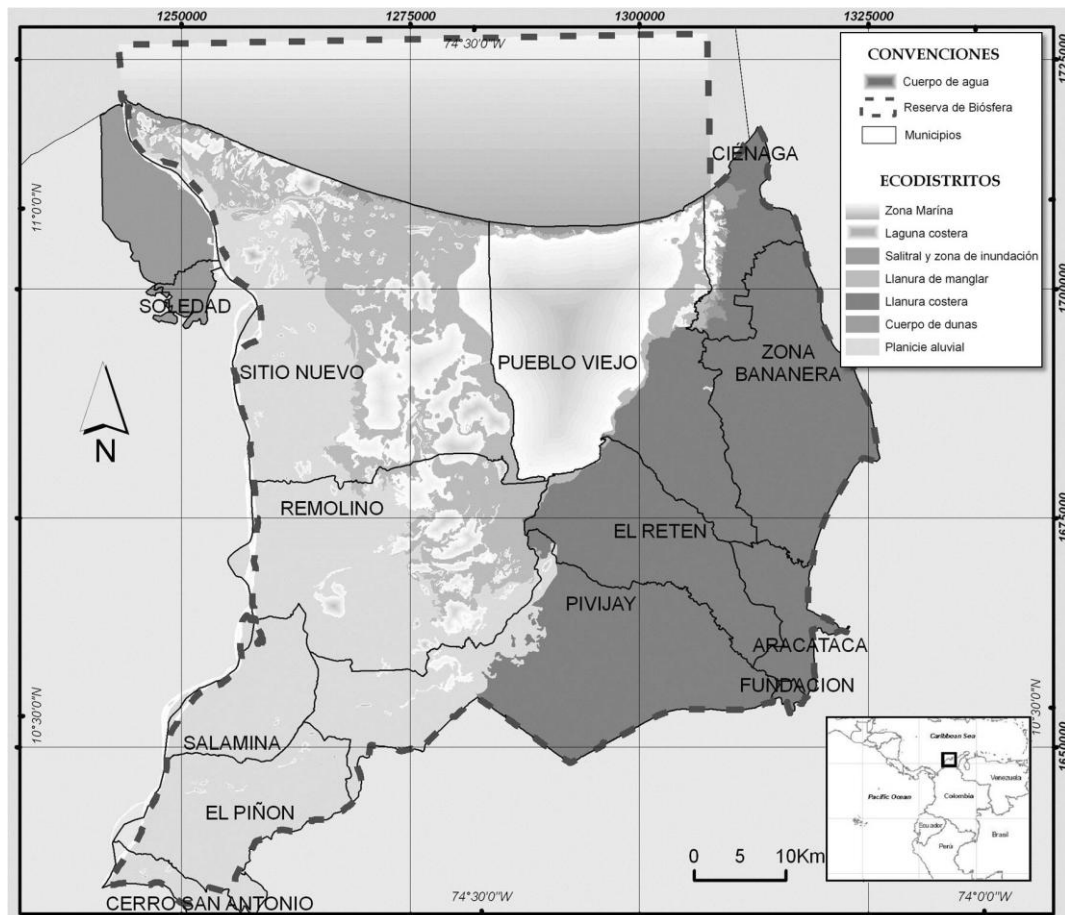 1250000
1275000
1300000
1325000
74°30'0"W
1725000
CONVENCIONES
Cuerpo de agua
Reserva de Biósfera
Municipios
ECODISTRITOS
Zona Marína
Laguna costera
Salitral y zona de inundación
Llanura de manglar
Llanura costera
Cuerpo de dunas
Planicie aluvial
CIÉNAGA
11°0'0"N
1700000
SOLEDAD
SITIO NUEVO
PUEBLO VIEJO
ZONA
BANANERA
N
REMOLINO
EL RETEN
1675000
PIVIJAY
ARACATACA
FUNDACION
10°30'0"N
10°30'0"N
SALAMINA
1650000
EL PIÑON
Caribbean Sea
Venezuela
Pacific Ocean
Colombia
Ecuador
Perú
Brasil
0 5 10Km
CERRO SAN ANTONIO
74°30'0"W
74°0'0"W